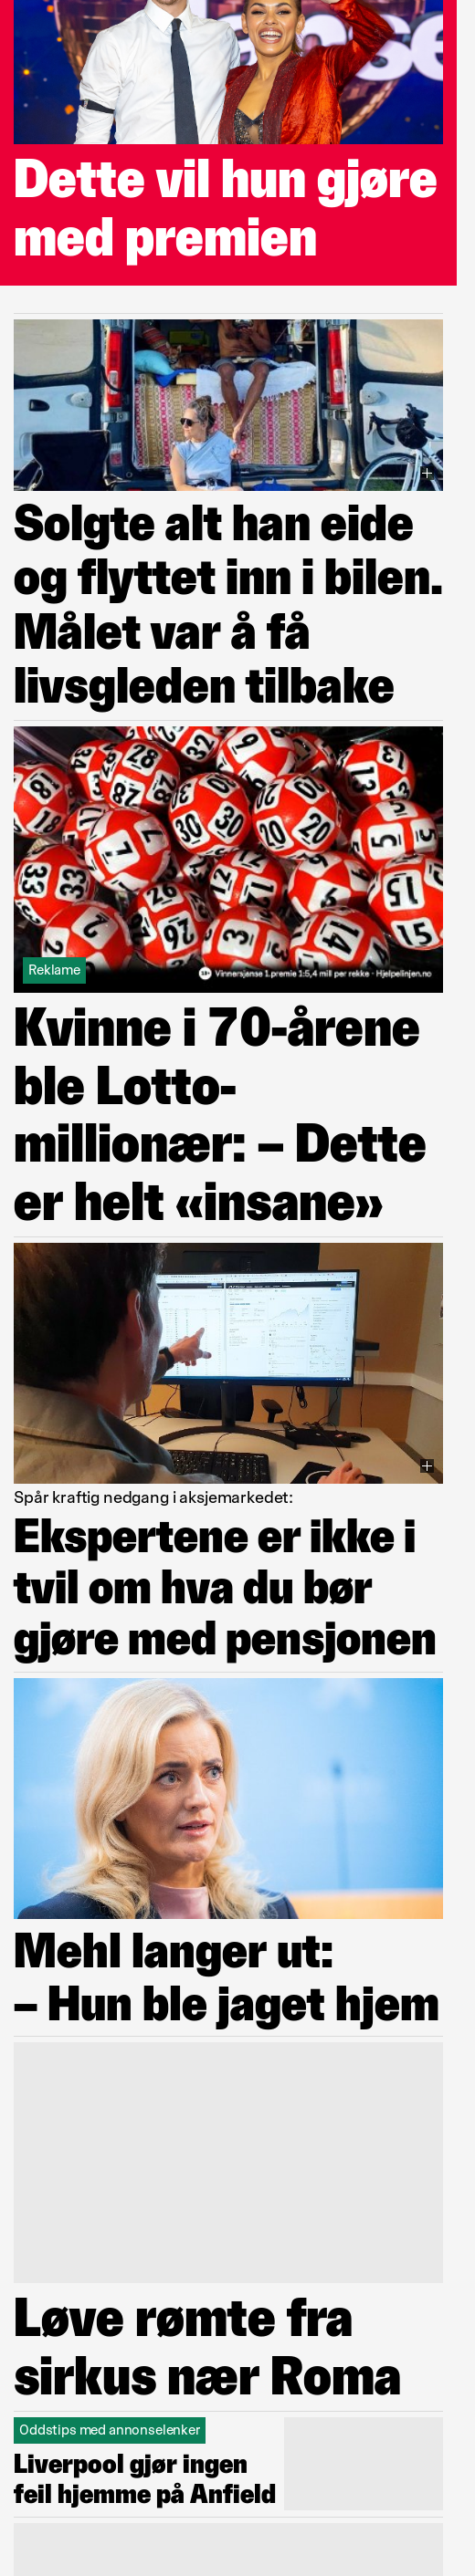 Dette vil hun gjøre
med premien
Solgte alt han eide
og flyttet inn i bilen.
Målet var å få
livsgleden tilbake
Reklame
18+ Vinnersjanse 1.premie 1:5,4 mill per rekke - Hjelpelinjen.no
Kvinne i 70-årene
ble Lotto-
millionær: – Dette
er helt «insane»
Spår kraftig nedgang i aksjemarkedet:
Ekspertene er ikke i
tvil om hva du bør
gjøre med pensjonen
Mehl langer ut:
– Hun ble jaget hjem
Løve rømte fra
sirkus nær Roma
Oddstips med annonselenker
Liverpool gjør ingen
feil hjemme på Anfield